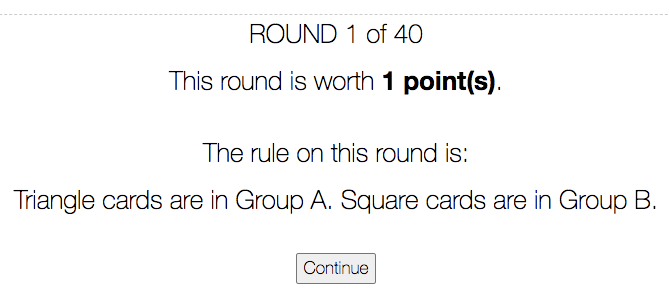 ROUND 1 of 40
This round is worth 1 point(s).
The rule on this round is:
Triangle cards are in Group A. Square cards are in Group B.
Continue